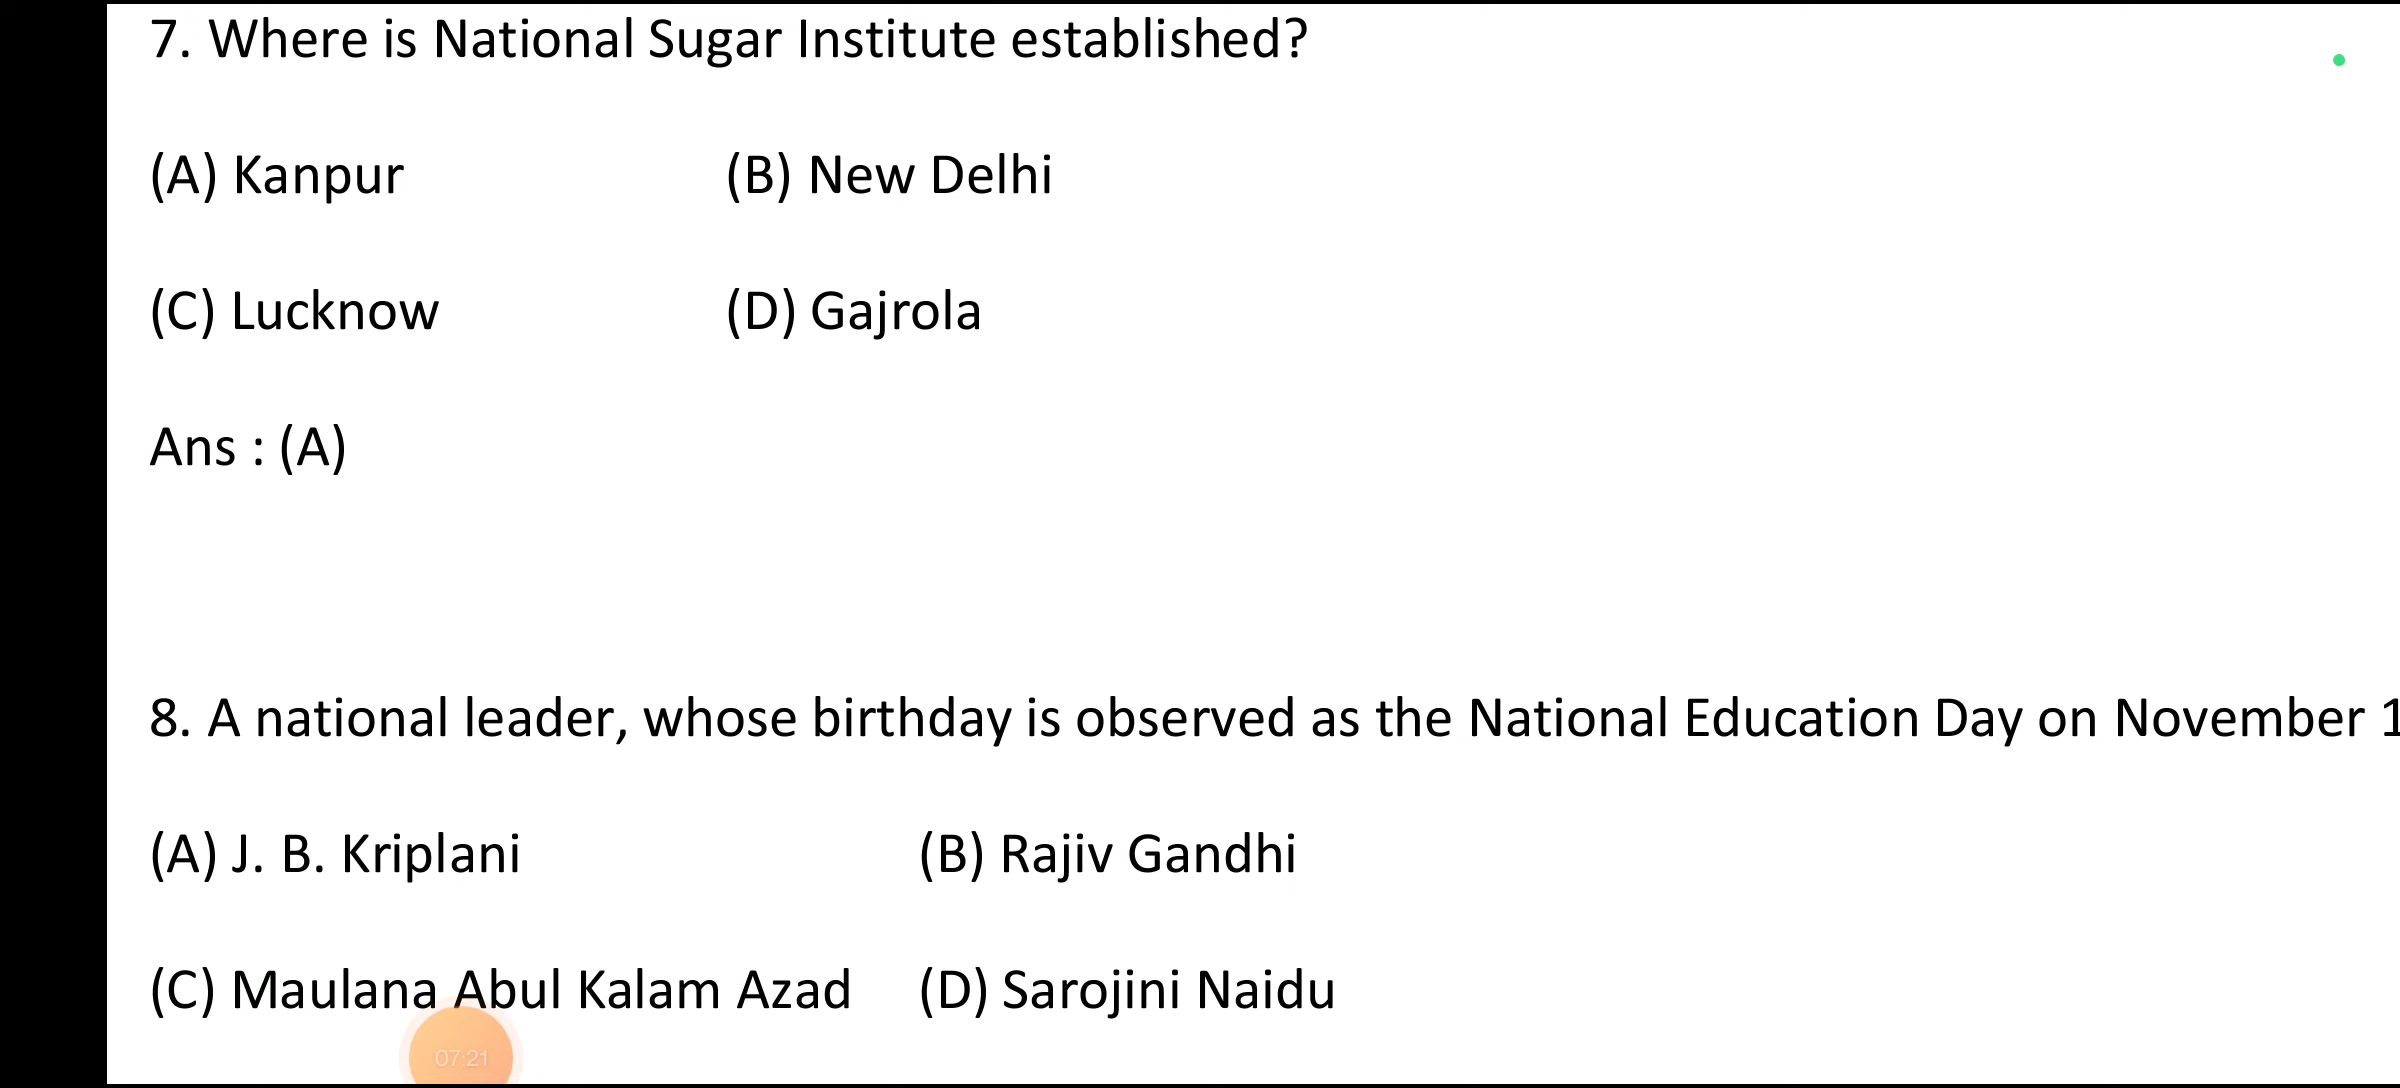 7. Where is National Sugar Institute established?
(A) Kanpur (B) New Delhi
(C) Lucknow (D) Gajrola
Ans : (A)
8. A national leader, whose birthday is observed as the National Education Day on November 1
(A) J. B. Kriplani (B) Rajiv Gandhi
(C) Maulana Abul Kalam Azad (D) Sarojini Naidu
07:21